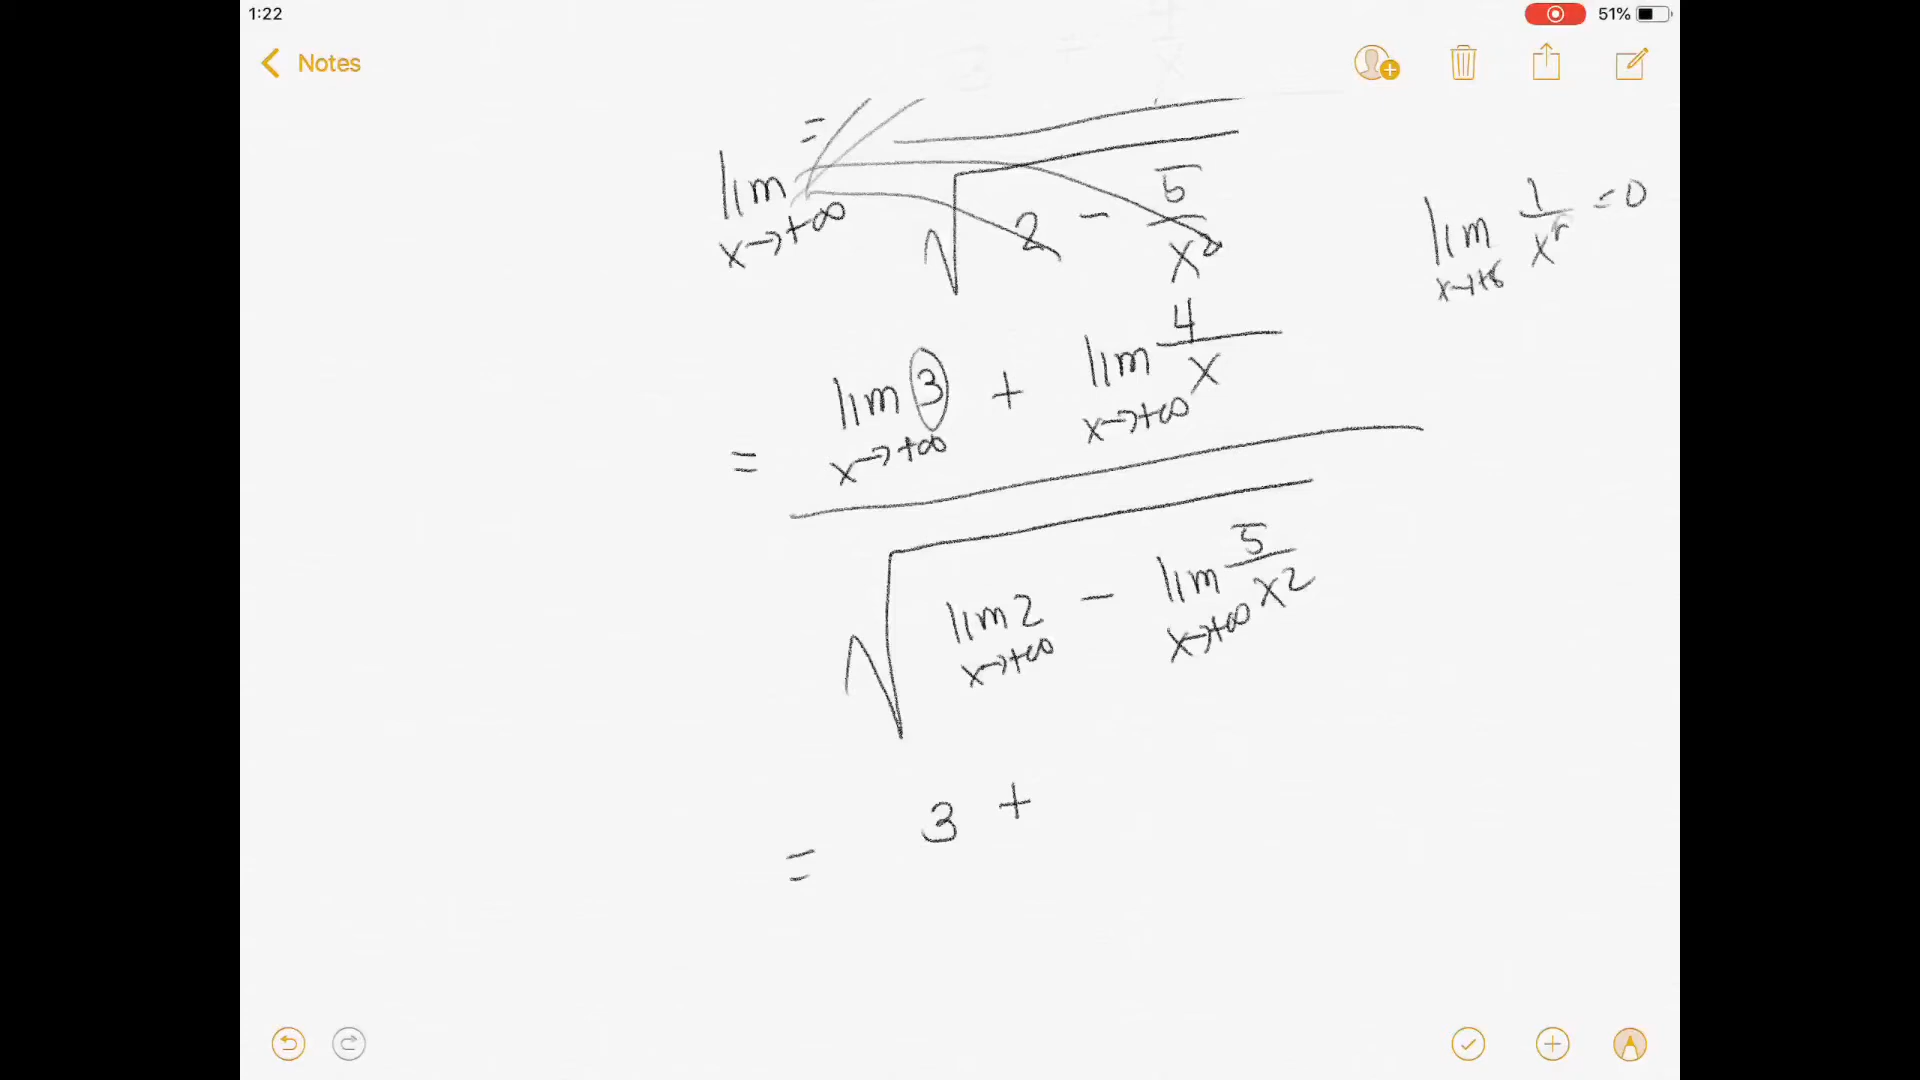 1:22
51%
Notes
=
lim x→+∞ √ 2 - 5/x²
lim x→+∞ 1/x^r = 0
= lim x→+∞ 3 + lim x→+∞ 4/x
√ lim x→+∞ 2 - lim x→+∞ 5/x2
= 3 +